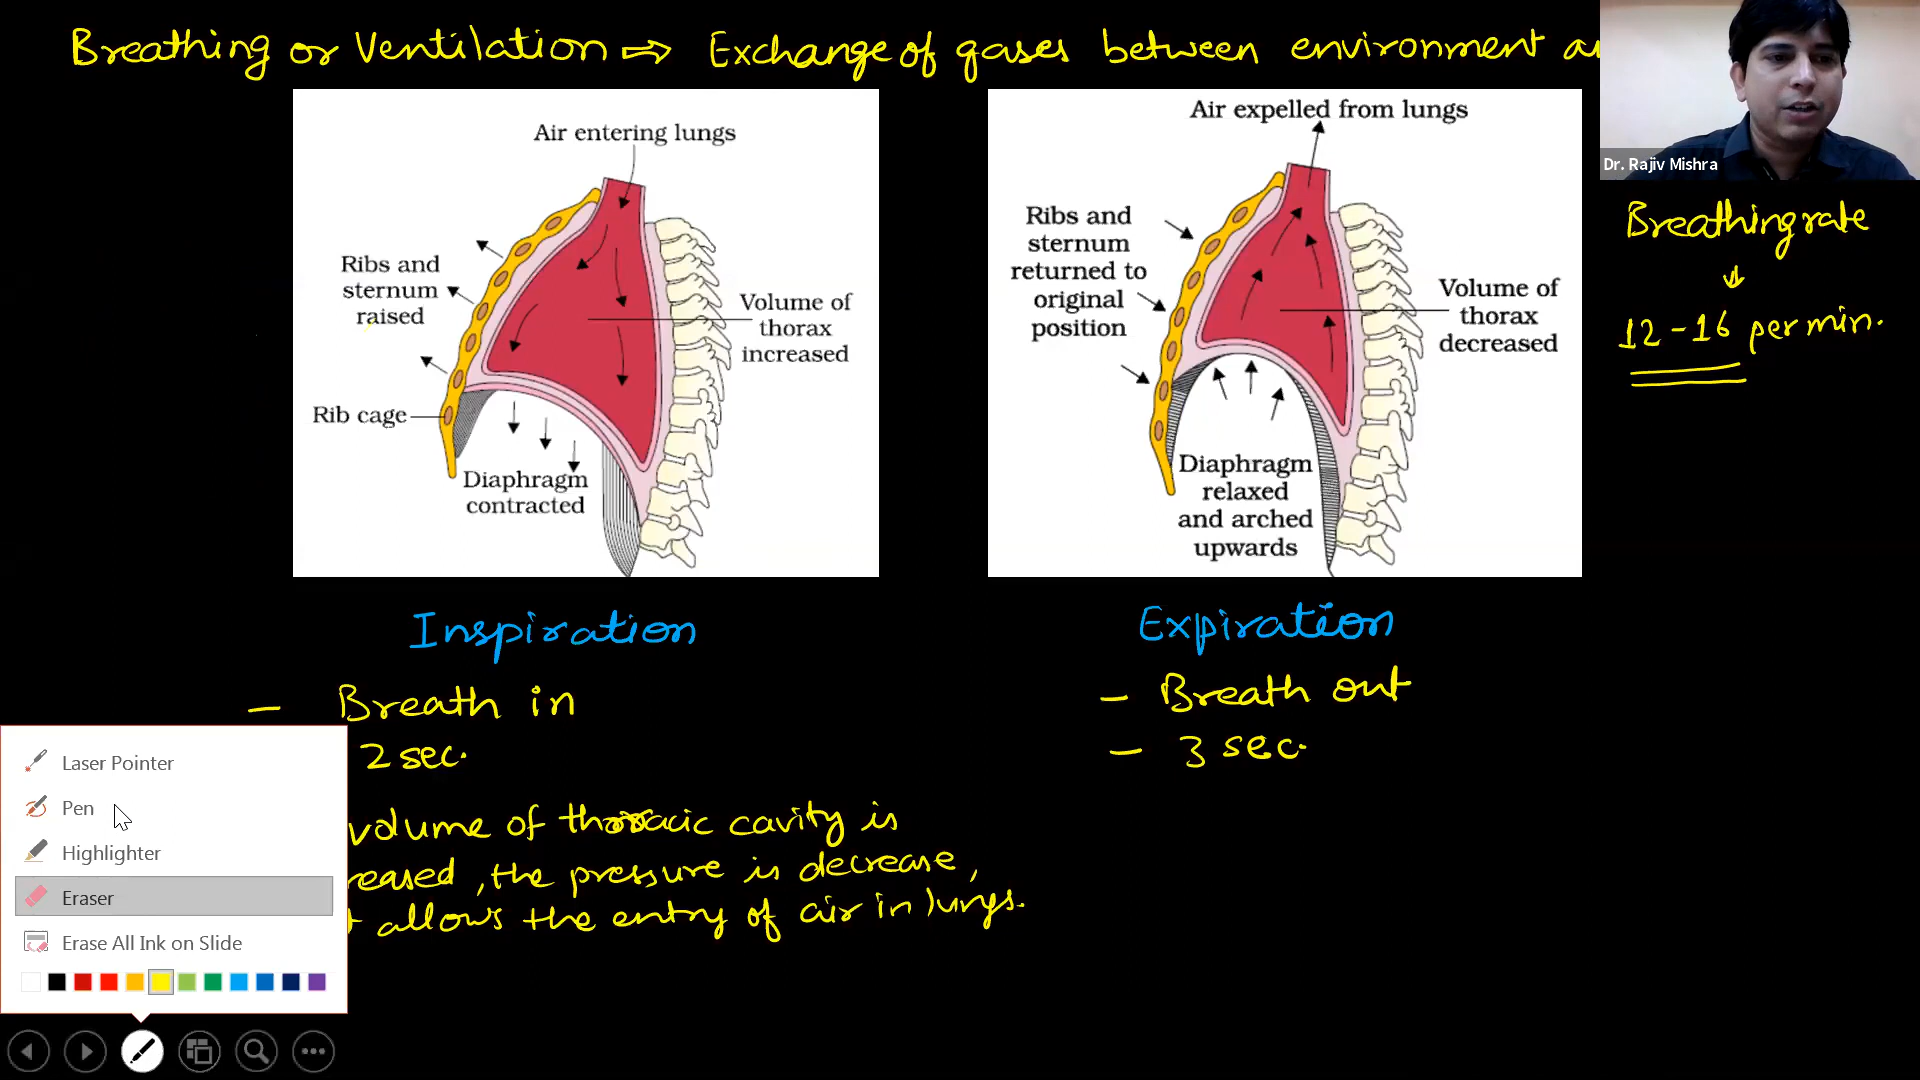 Breathing or Ventilation ⇒ Exchange of gases between environment
Dr. Rajiv Mishra
Air entering lungs
Ribs and
sternum
raised
Rib cage
Volume of
thorax
increased
Diaphragm
contracted
Air expelled from lungs
Ribs and
sternum
returned to
original
position
Volume of
thorax
decreased
Diaphragm
relaxed
and arched
upwards
Breathing rate
↓
12-16 per min.
Inspiration
- Breath in
2 sec.
volume of thoracic cavity is
reased, the pressure is decrease,
allows the entry of air in lungs.
Expiration
- Breath out
- 3 sec.
Laser Pointer
Pen
Highlighter
Eraser
Erase All Ink on Slide